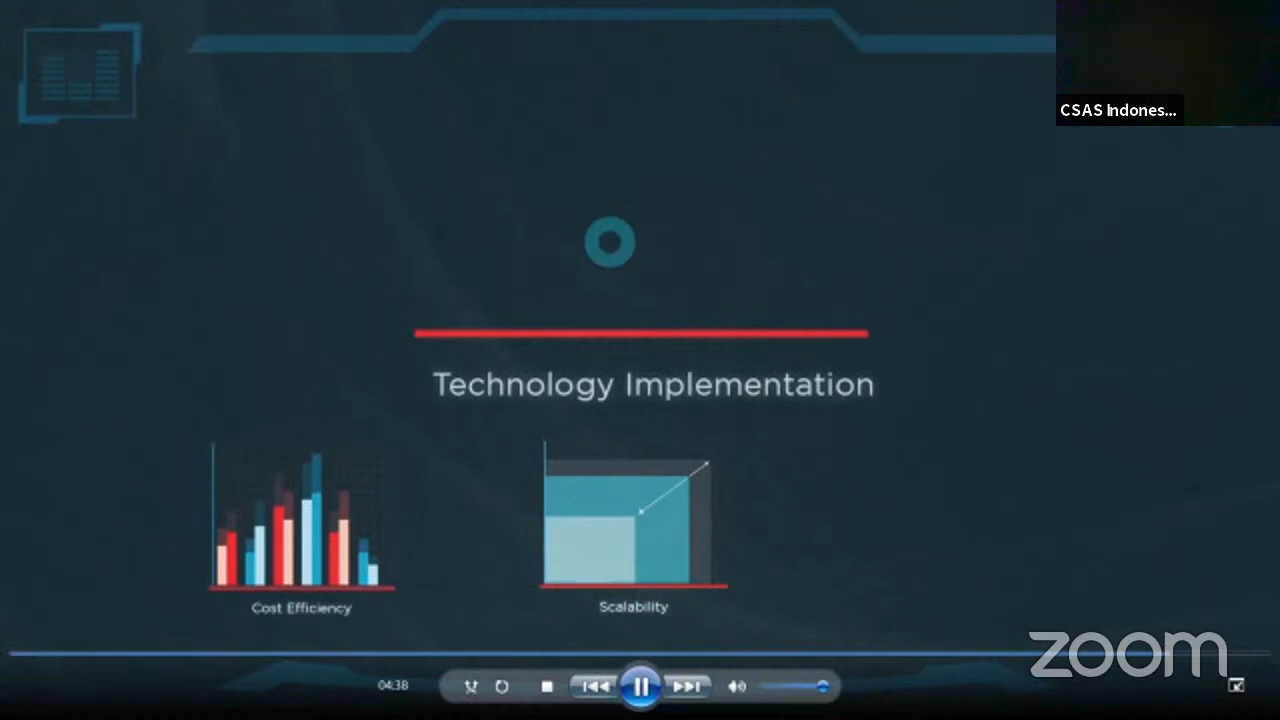 CSAS Indones...
Technology Implementation
Cost Efficiency
Scalability
zoom
04:38